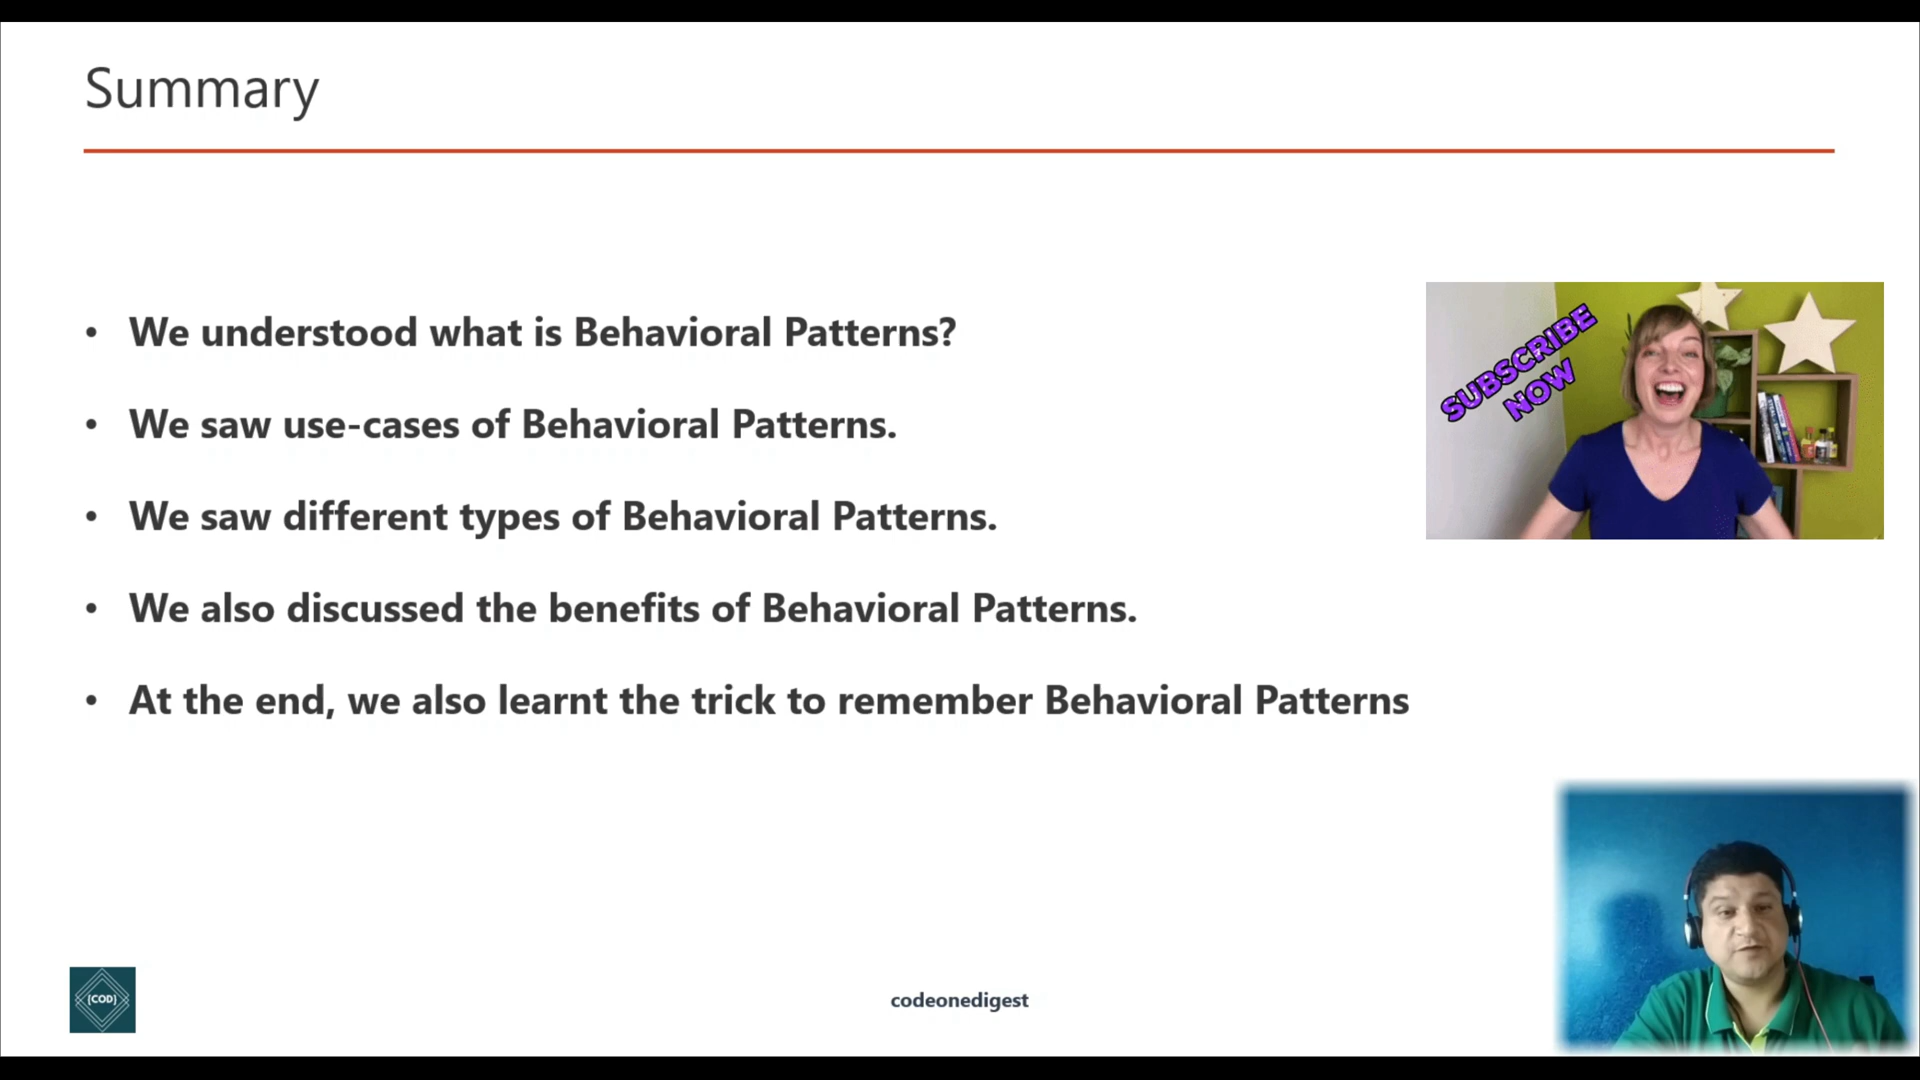 Summary
• We understood what is Behavioral Patterns?
• We saw use-cases of Behavioral Patterns.
• We saw different types of Behavioral Patterns.
• We also discussed the benefits of Behavioral Patterns.
• At the end, we also learnt the trick to remember Behavioral Patterns
SUBSCRIBE
NOW
{COD}
codeonedigest